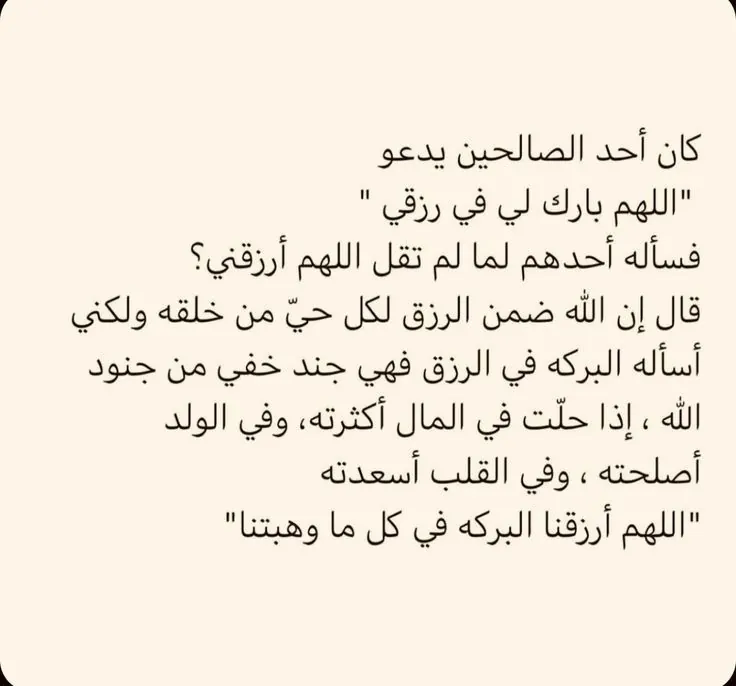 كان أحد الصالحين يدعو
"اللهم بارك لي في رزقي "
فسأله أحدهم لما لم تقل اللهم أرزقني؟
قال إن الله ضمن الرزق لكل حيّ من خلقه ولكني
أسأله البركه في الرزق فهي جند خفي من جنود
الله ، إذا حلّت في المال أكثرته، وفي الولد
أصلحته ، وفي القلب أسعدته
"اللهم أرزقنا البركه في كل ما وهبتنا"